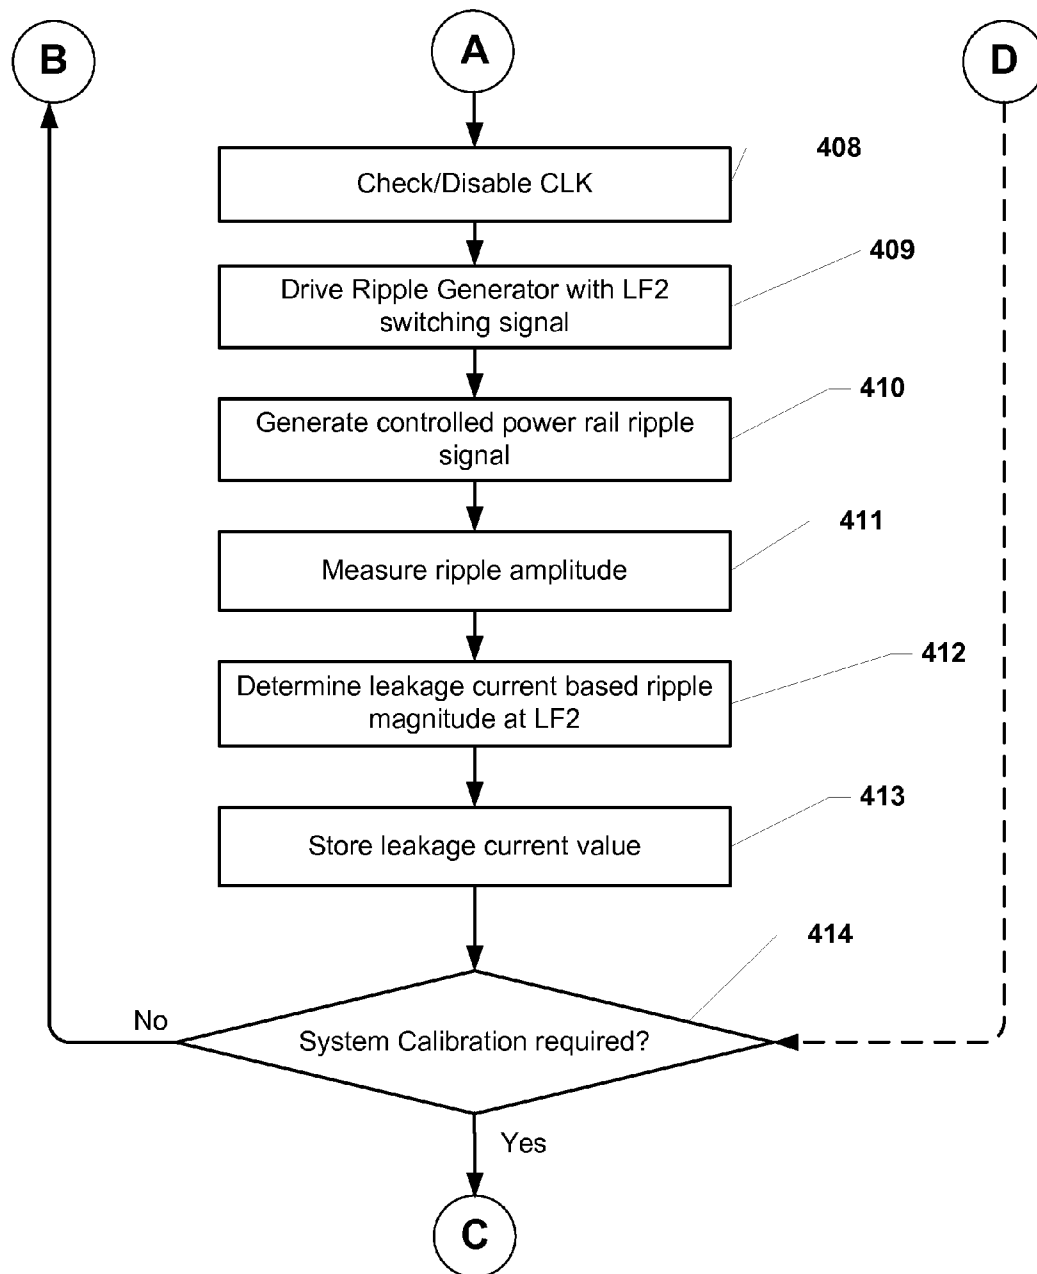 B
A
D
408
Check/Disable CLK
409
Drive Ripple Generator with LF2
switching signal
410
Generate controlled power rail ripple
signal
411
Measure ripple amplitude
412
Determine leakage current based ripple
magnitude at LF2
413
Store leakage current value
414
No
System Calibration required?
Yes
C